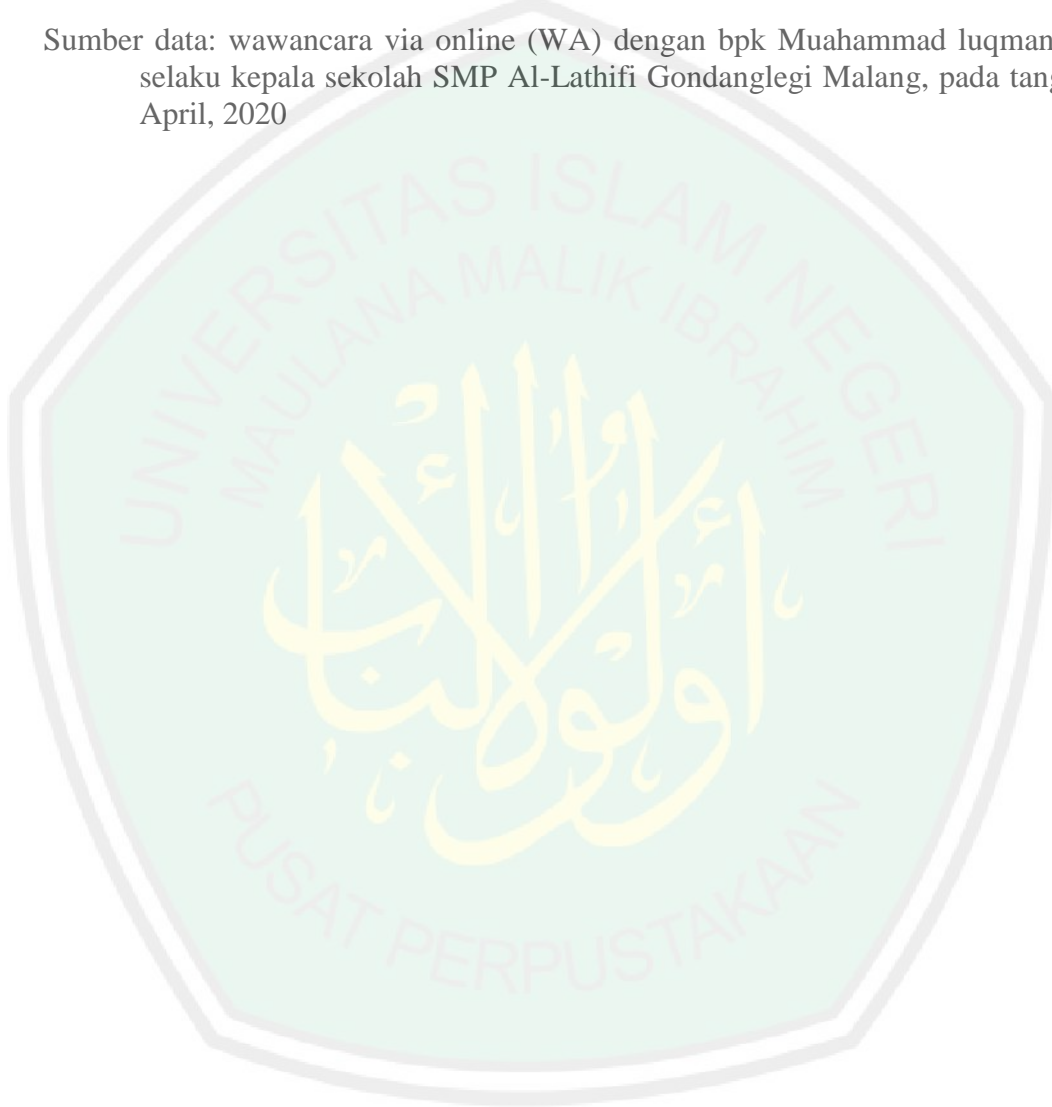 Sumber data: wawancara via online (WA) dengan bpk Muahammad luqman
selaku kepala sekolah SMP Al-Lathifi Gondanglegi Malang, pada
April, 2020
UNIVERSITAS ISLAM NEGERI
MAULANA MALIK IBRAHIM
أولو الألباب
PUSAT PERPUSTAKAAN